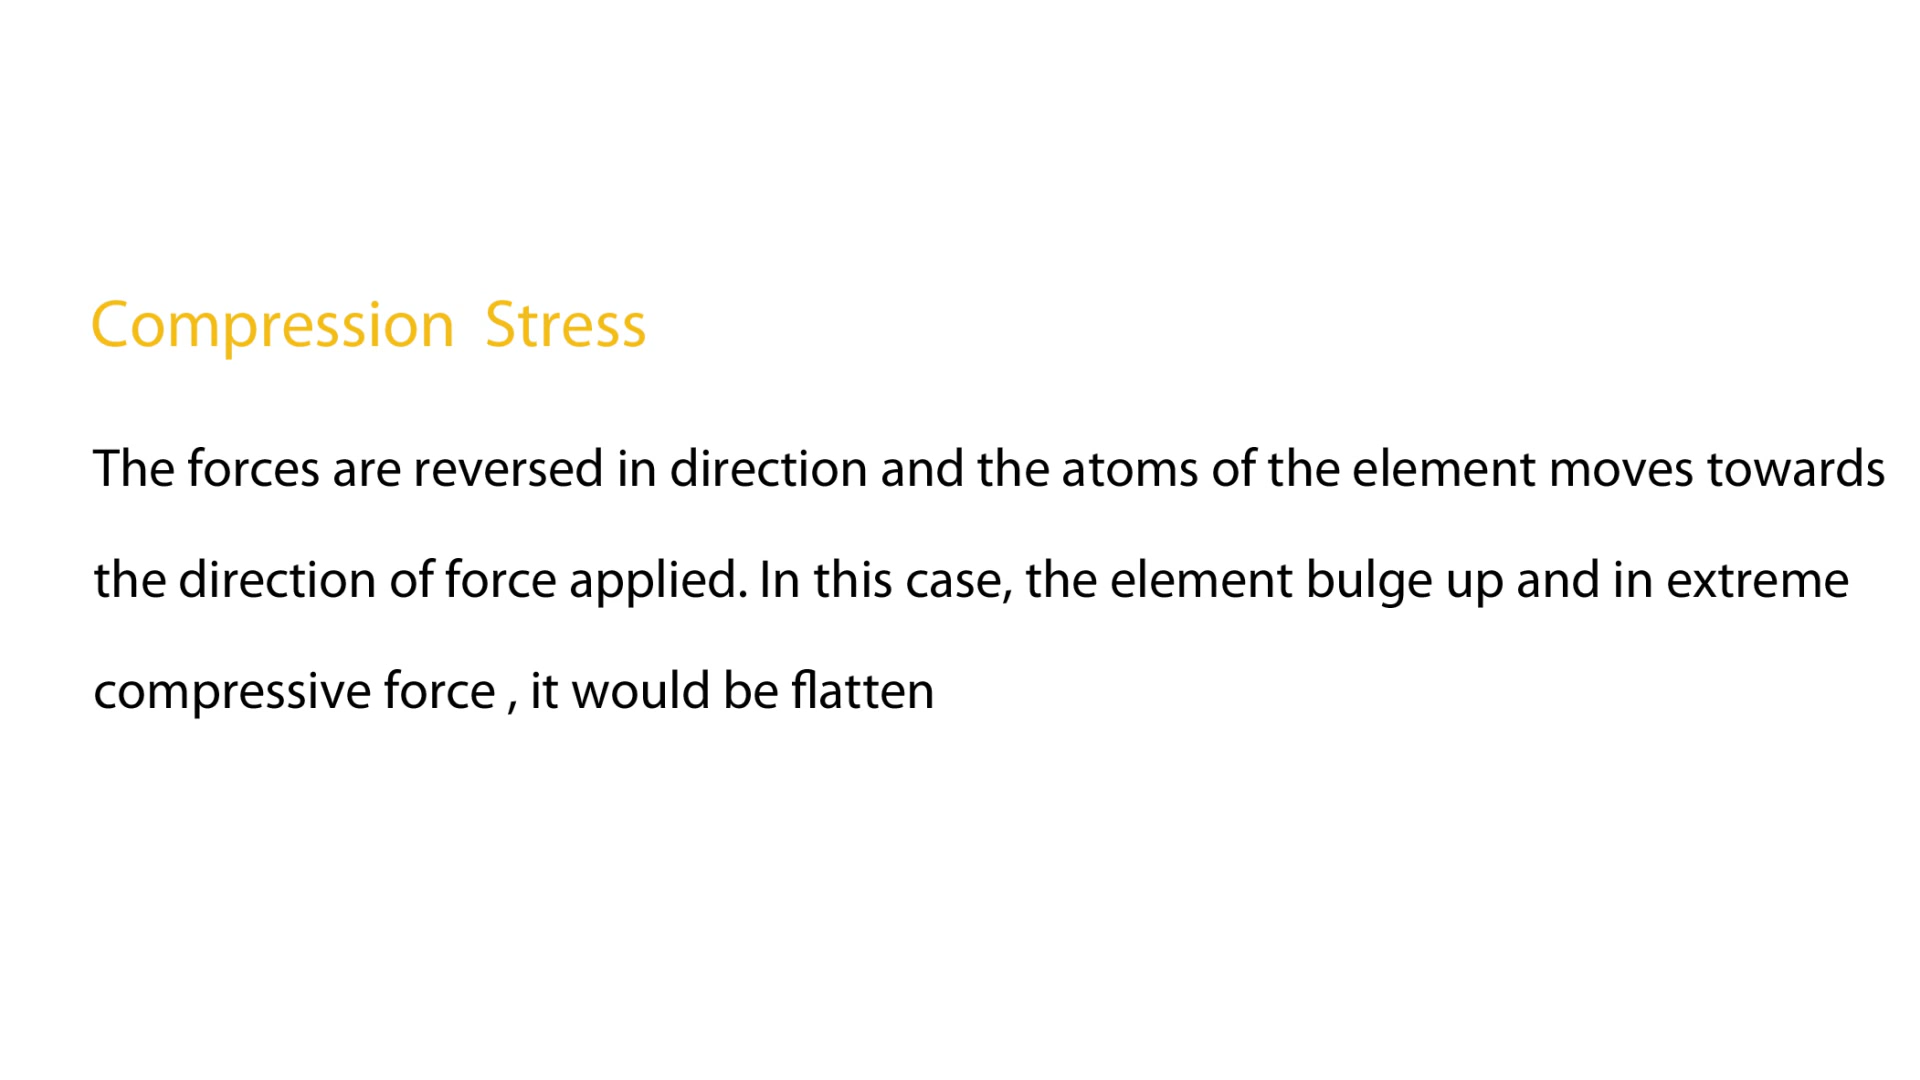 Compression Stress
The forces are reversed in direction and the atoms of the element moves towards
the direction of force applied. In this case, the element bulge up and in extreme
compressive force , it would be flatten